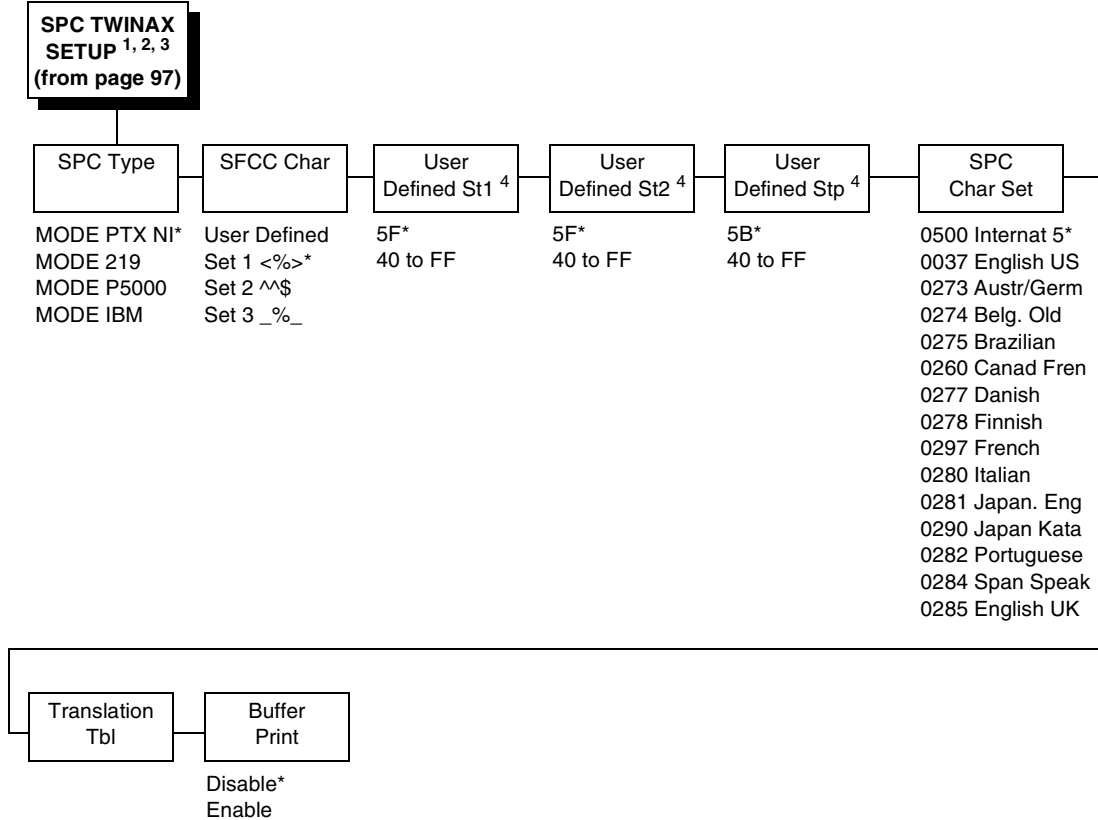 SPC TWINAX
SETUP 1, 2, 3
(from page 97)
SPC Type
MODE PTX NI*
MODE 219
MODE P5000
MODE IBM
SFCC Char
User Defined
Set 1 <%>*
Set 2 ^^$
Set 3 _%_
User
Defined St1 4
5F*
40 to FF
User
Defined St2 4
5F*
40 to FF
User
Defined Stp 4
5B*
40 to FF
SPC
Char Set
0500 Internat 5*
0037 English US
0273 Austr/Germ
0274 Belg. Old
0275 Brazilian
0260 Canad Fren
0277 Danish
0278 Finnish
0297 French
0280 Italian
0281 Japan. Eng
0290 Japan Kata
0282 Portuguese
0284 Span Speak
0285 English UK
Translation
Tbl
Buffer
Print
Disable*
Enable